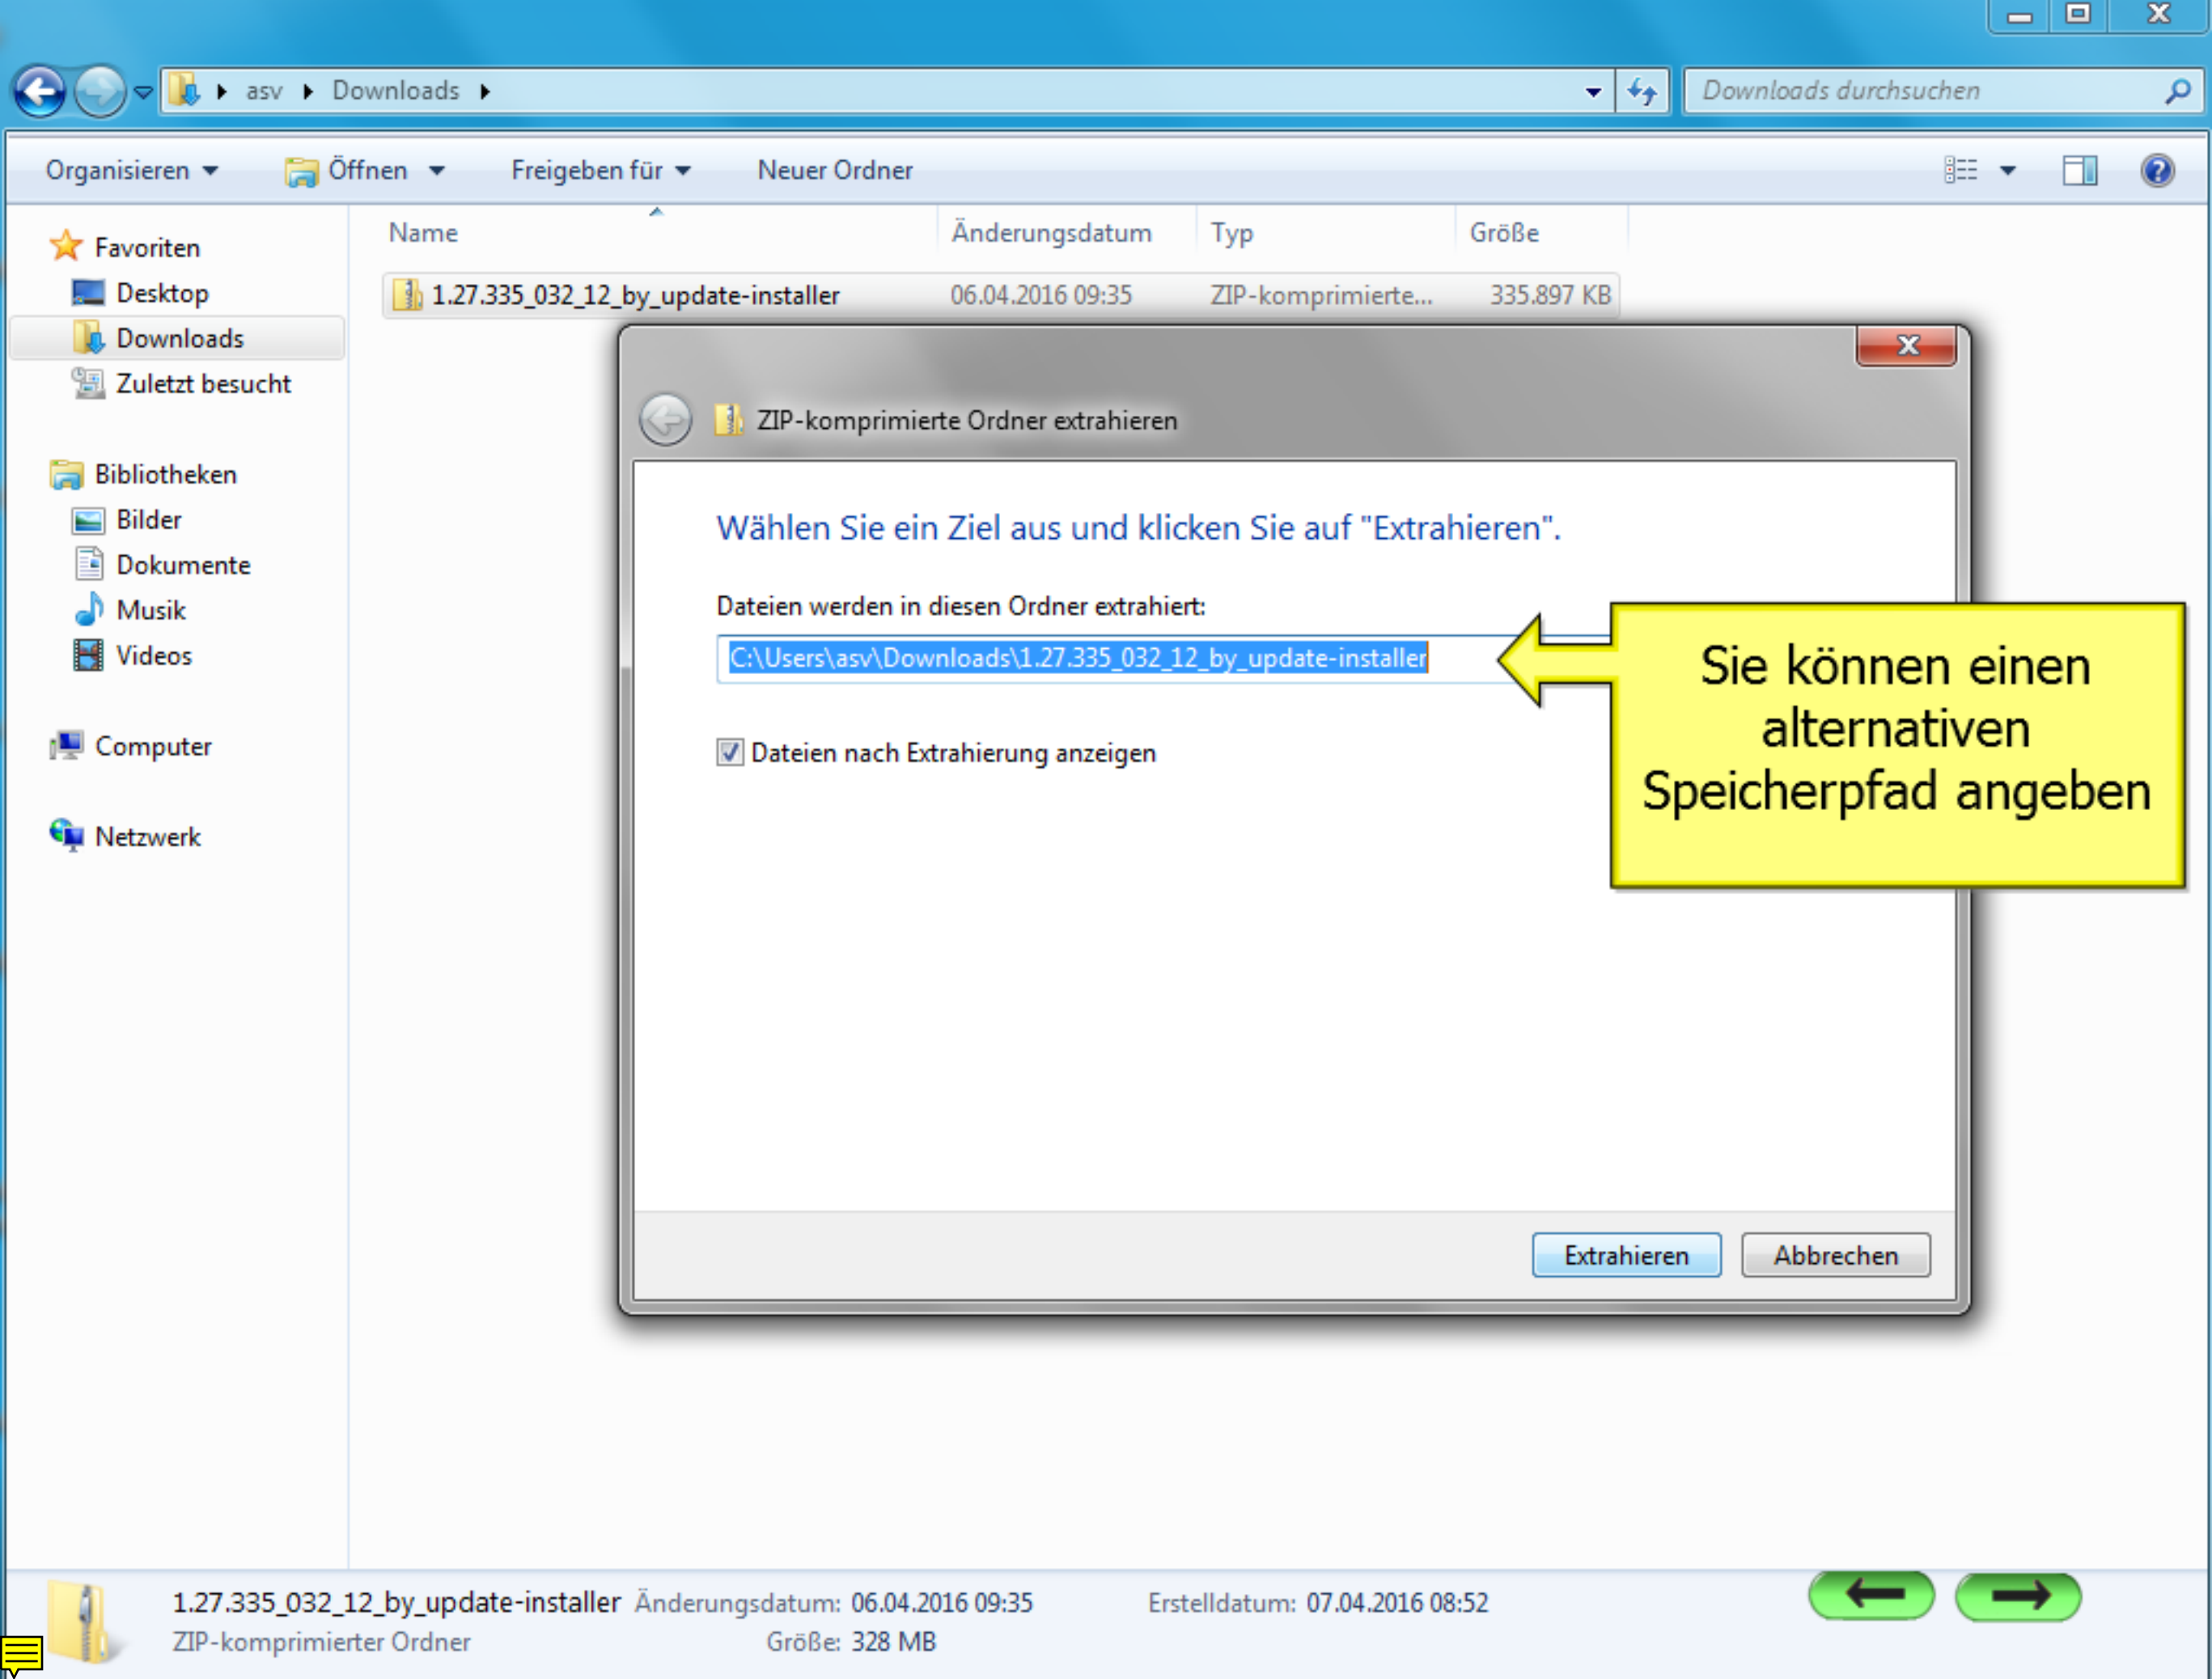 asv Downloads
Downloads durchsuchen
Organisieren Öffnen Freigeben für Neuer Ordner
Name Änderungsdatum Typ Größe
1.27.335_032_12_by_update-installer 06.04.2016 09:35 ZIP-komprimierte... 335.897 KB
Favoriten
Desktop
Downloads
Zuletzt besucht
Bibliotheken
Bilder
Dokumente
Musik
Videos
Computer
Netzwerk
ZIP-komprimierte Ordner extrahieren
Wählen Sie ein Ziel aus und klicken Sie auf "Extrahieren".
Dateien werden in diesen Ordner extrahiert:
C:\Users\asv\Downloads\1.27.335_032_12_by_update-installer
Dateien nach Extrahierung anzeigen
Sie können einen
alternativen
Speicherpfad angeben
Extrahieren Abbrechen
1.27.335_032_12_by_update-installer Änderungsdatum: 06.04.2016 09:35 Erstelldatum: 07.04.2016 08:52
ZIP-komprimierter Ordner Größe: 328 MB